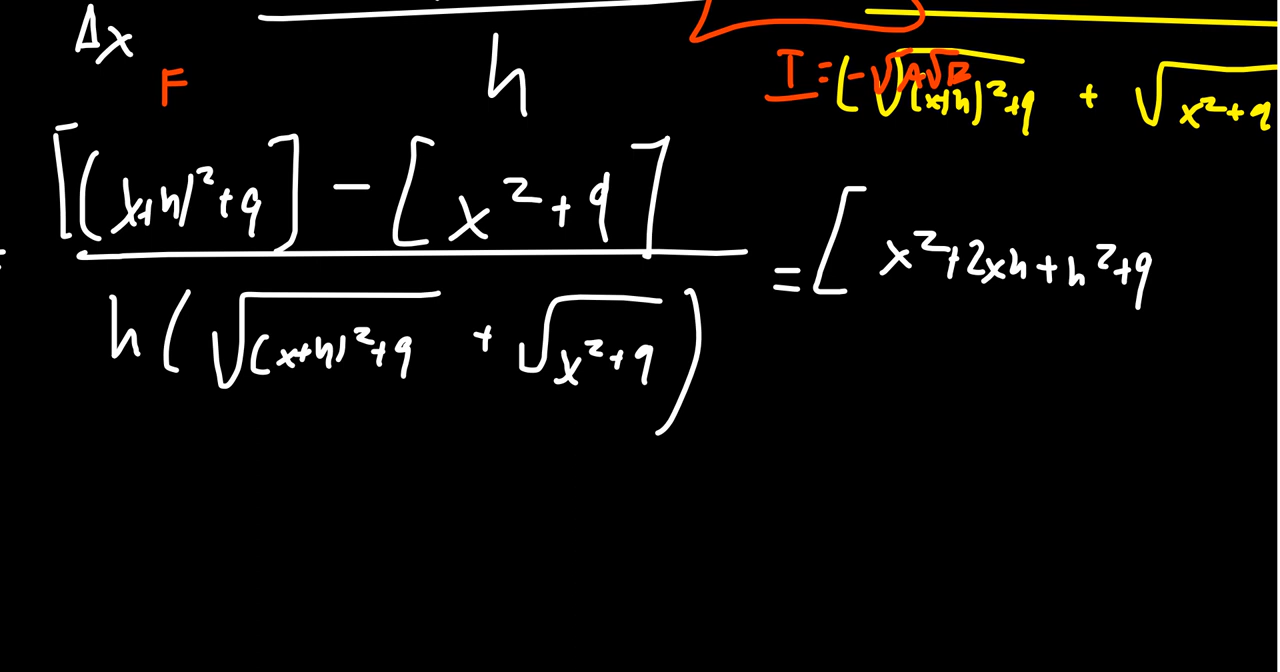 Δx
h
F
I = -√A√B
(√(x+h)²+9 + √x²+9
[(x+h)²+9] - [x²+9]
= [x²+2xh+h²+9
h(√(x+h)²+9 + √x²+9)